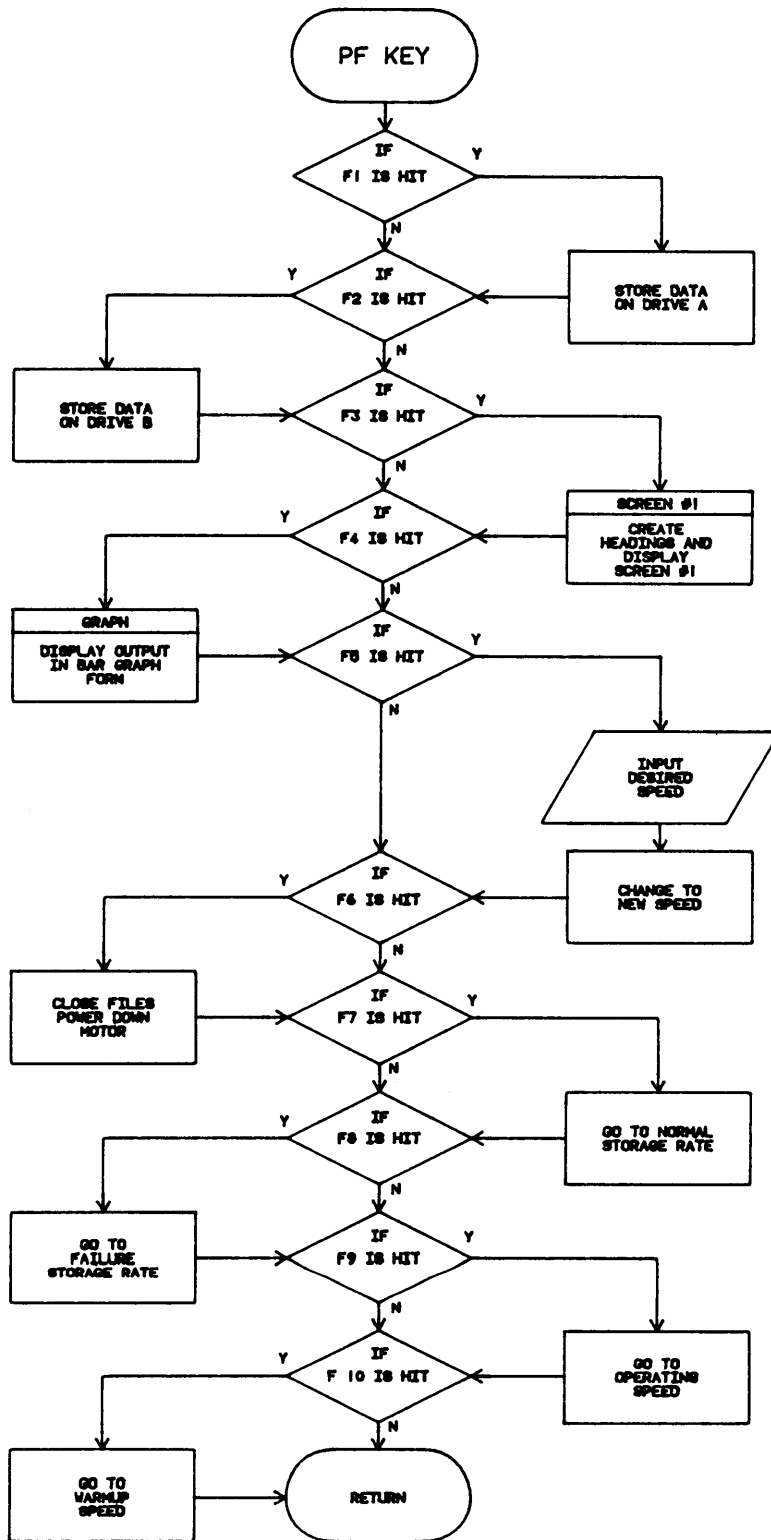 PF KEY
IF
F1 IS HIT
Y
N
STORE DATA
ON DRIVE A
IF
F2 IS HIT
Y
N
STORE DATA
ON DRIVE B
IF
F3 IS HIT
Y
N
SCREEN #1
CREATE
HEADINGS AND
DISPLAY
SCREEN #1
IF
F4 IS HIT
Y
N
GRAPH
DISPLAY OUTPUT
IN BAR GRAPH
FORM
IF
F5 IS HIT
Y
N
INPUT
DESIRED
SPEED
CHANGE TO
NEW SPEED
IF
F6 IS HIT
Y
N
CLOSE FILES
POWER DOWN
MOTOR
IF
F7 IS HIT
Y
N
GO TO NORMAL
STORAGE RATE
IF
F8 IS HIT
Y
N
GO TO
FAILURE
STORAGE RATE
IF
F9 IS HIT
Y
N
GO TO
OPERATING
SPEED
IF
F 10 IS HIT
Y
N
GO TO
WARMUP
SPEED
RETURN